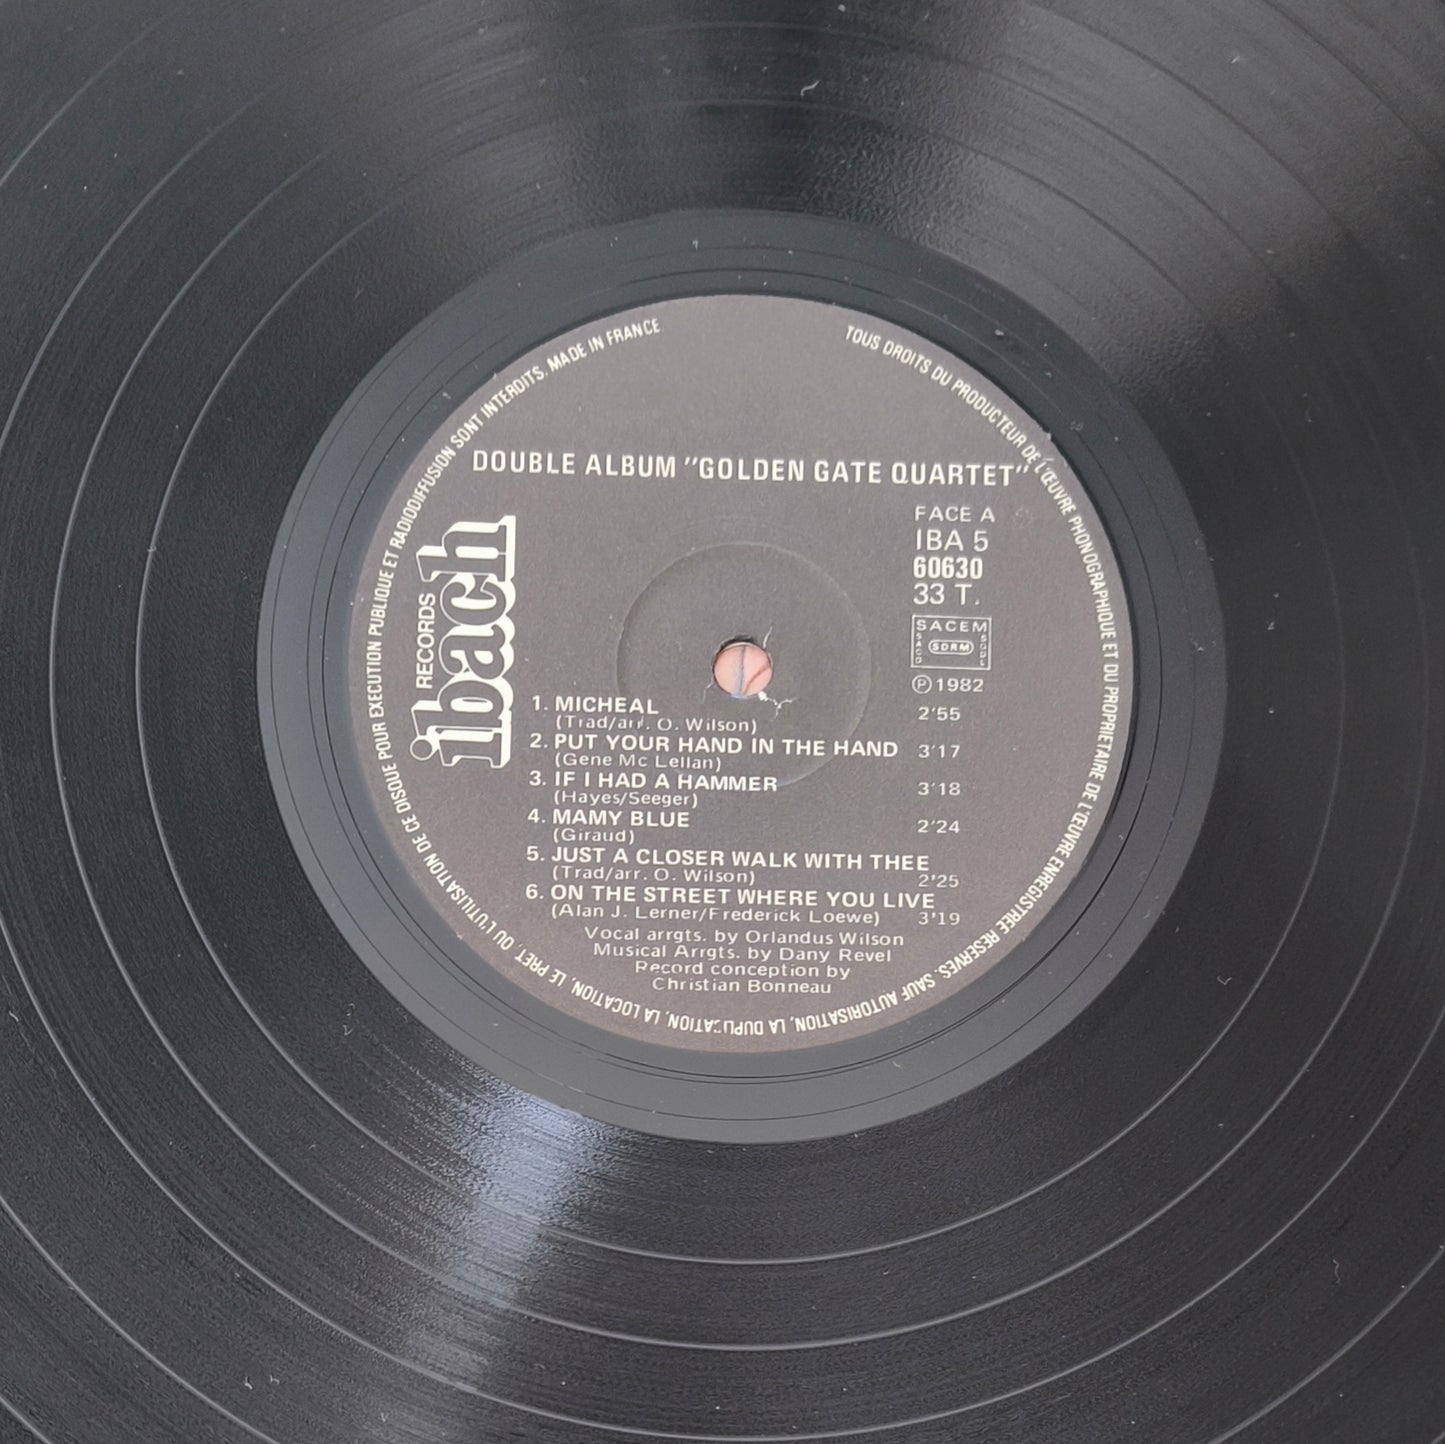 TOUS DROITS DU PRODUCTEUR DE L'ŒUVRE PHONOGRAPHIQUE ET DU PROPRIETAIRE DE L'ŒUVRE ENREGISTREE RESERVES. SAUF AUTORISATION, LA DUPLICATION, LA LOCATION, LE PRET, OU L'UTILISATION DE CE DISQUE POUR EXECUTION PUBLIQUE ET RADIODIFFUSION SONT INTERDITS. MADE IN FRANCE.
DOUBLE ALBUM "GOLDEN GATE QUARTET"
ibach
RECORDS
FACE A
IBA 5
60630
33 T.
SACEM
SACD SDRM SGDL
Ⓟ 1982
1. MICHEAL 2'55
(Trad/arr. O. Wilson)
2. PUT YOUR HAND IN THE HAND 3'17
(Gene Mc Lellan)
3. IF I HAD A HAMMER 3'18
(Hayes/Seeger)
4. MAMY BLUE 2'24
(Giraud)
5. JUST A CLOSER WALK WITH THEE
(Trad/arr. O. Wilson) 2'25
6. ON THE STREET WHERE YOU LIVE
(Alan J. Lerner/Frederick Loewe) 3'19
Vocal arrgts. by Orlandus Wilson
Musical Arrgts. by Dany Revel
Record conception by
Christian Bonneau